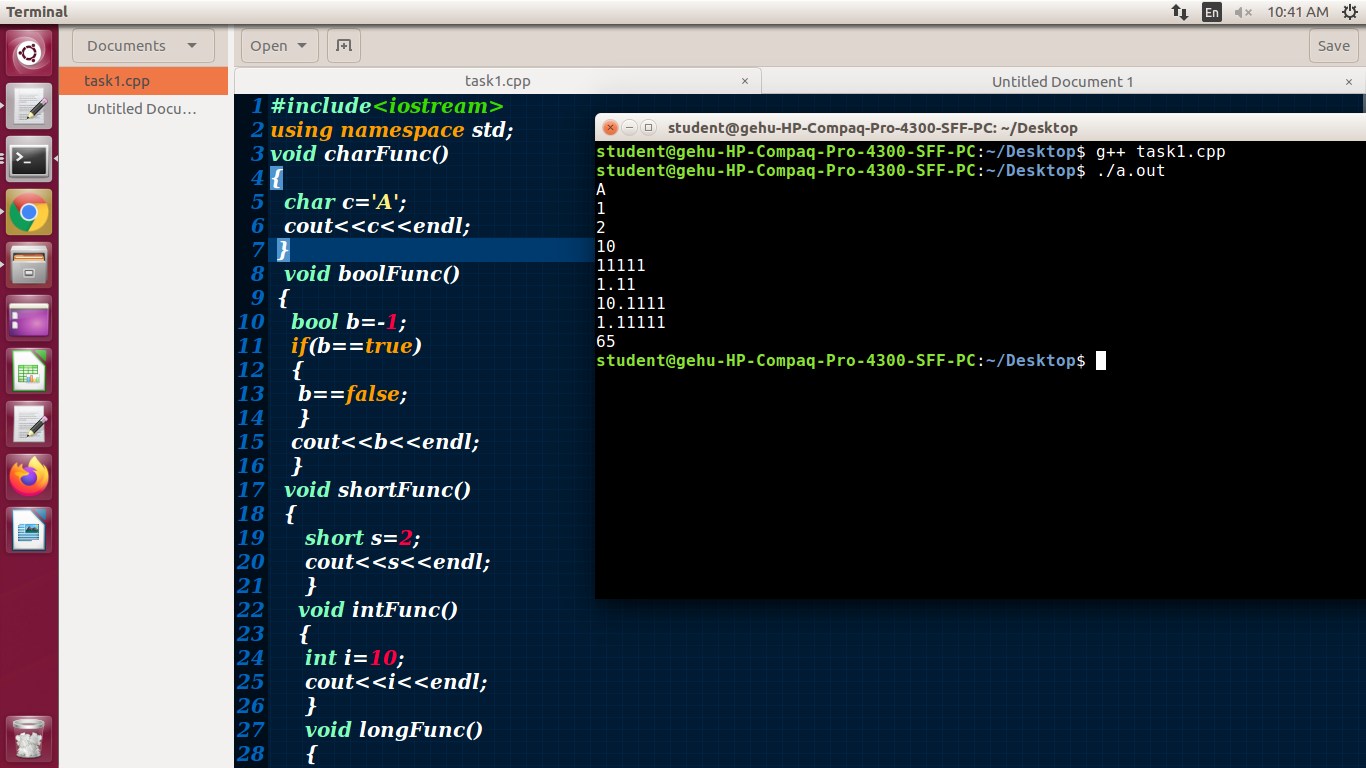 Terminal
En
10:41 AM
Documents
Open
Save
task1.cpp
Untitled Docu...
task1.cpp
×
Untitled Document 1
×
1 #include<iostream>
2 using namespace std;
3 void charFunc()
4 {
5 char c='A';
6 cout<<c<<endl;
7 }
8 void boolFunc()
9 {
10 bool b=-1;
11 if(b==true)
12 {
13 b==false;
14 }
15 cout<<b<<endl;
16 }
17 void shortFunc()
18 {
19 short s=2;
20 cout<<s<<endl;
21 }
22 void intFunc()
23 {
24 int i=10;
25 cout<<i<<endl;
26 }
27 void longFunc()
28 {
student@gehu-HP-Compaq-Pro-4300-SFF-PC: ~/Desktop
student@gehu-HP-Compaq-Pro-4300-SFF-PC:~/Desktop$ g++ task1.cpp
student@gehu-HP-Compaq-Pro-4300-SFF-PC:~/Desktop$ ./a.out
A
1
2
10
11111
1.11
10.1111
1.11111
65
student@gehu-HP-Compaq-Pro-4300-SFF-PC:~/Desktop$